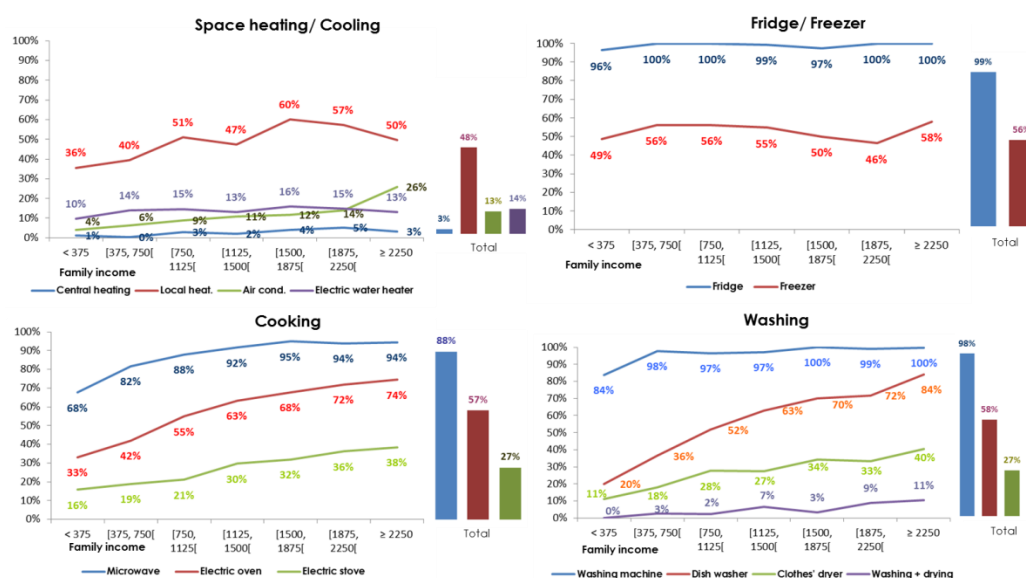 Space heating/ Cooling
100%
90%
80%
70%
60%
50%
40%
30%
20%
10%
0%
36% 40% 51% 47% 60% 57% 50%
10% 14% 15% 13% 16% 15% 13%
4% 6% 9% 11% 12% 14% 26%
1% 0% 3% 2% 4% 5% 3%
3% 48% 13% 14%
< 375 [375, 750[ [750, 1125[ [1125, 1500[ [1500, 1875[ [1875, 2250[ ≥ 2250
Total
Family income
Central heating Local heat. Air cond. Electric water heater
Fridge/ Freezer
100%
90%
80%
70%
60%
50%
40%
30%
20%
10%
0%
96% 100% 100% 99% 97% 100% 100%
49% 56% 56% 55% 50% 46% 58%
99% 56%
< 375 [375, 750[ [750, 1125[ [1125, 1500[ [1500, 1875[ [1875, 2250[ ≥ 2250
Total
Family income
Fridge Freezer
Cooking
100%
90%
80%
70%
60%
50%
40%
30%
20%
10%
0%
68% 82% 88% 92% 95% 94% 94%
33% 42% 55% 63% 68% 72% 74%
16% 19% 21% 30% 32% 36% 38%
88% 57% 27%
< 375 [375, 750[ [750, 1125[ [1125, 1500[ [1500, 1875[ [1875, 2250[ ≥ 2250
Total
Family income
Microwave Electric oven Electric stove
Washing
100%
90%
80%
70%
60%
50%
40%
30%
20%
10%
0%
84% 98% 97% 97% 100% 99% 100%
20% 36% 52% 63% 70% 72% 84%
11% 18% 28% 27% 34% 33% 40%
0% 3% 2% 7% 3% 9% 11%
98% 58% 27%
< 375 [375, 750[ [750, 1125[ [1125, 1500[ [1500, 1875[ [1875, 2250[ ≥ 2250
Total
Family income
Washing machine Dish washer Clothes' dryer Washing + drying